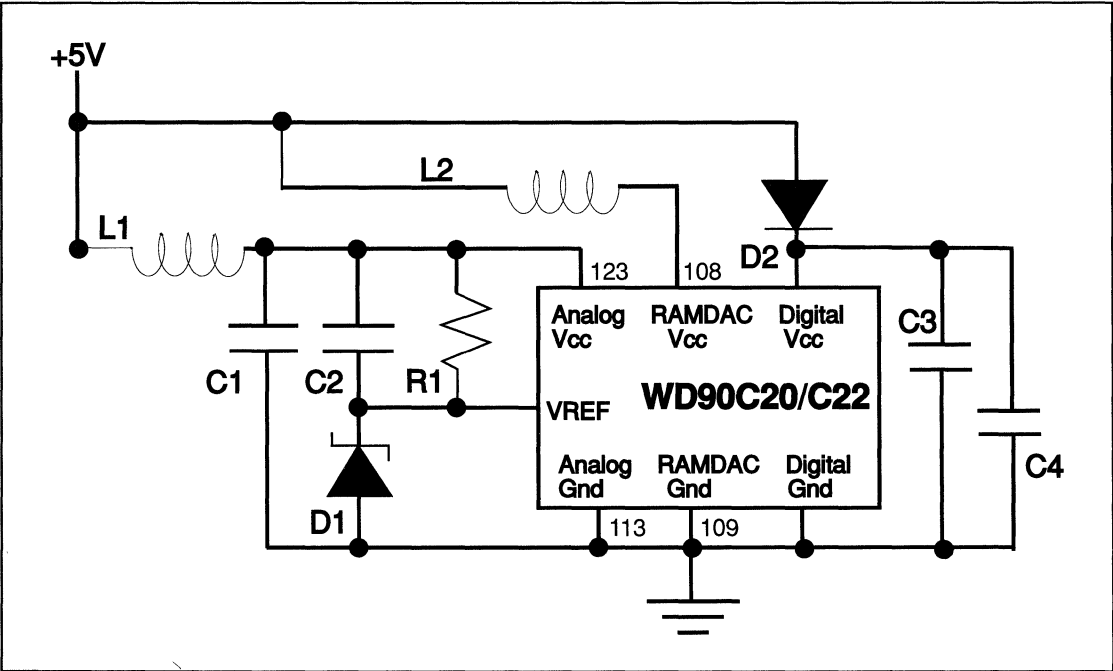 +5V
L2
L1
D2
123
108
Analog
Vcc
RAMDAC
Vcc
Digital
Vcc
C3
C1
C2
R1
WD90C20/C22
VREF
Analog
Gnd
RAMDAC
Gnd
Digital
Gnd
C4
D1
113
109